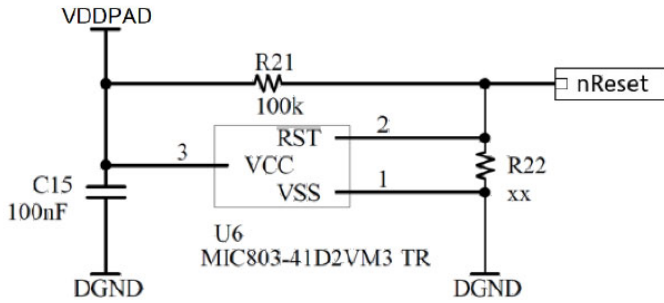 VDDPAD
R21
100k
nReset
RST
2
3
VCC
R22
VSS
1
xx
C15
100nF
U6
MIC803-41D2VM3 TR
DGND
DGND